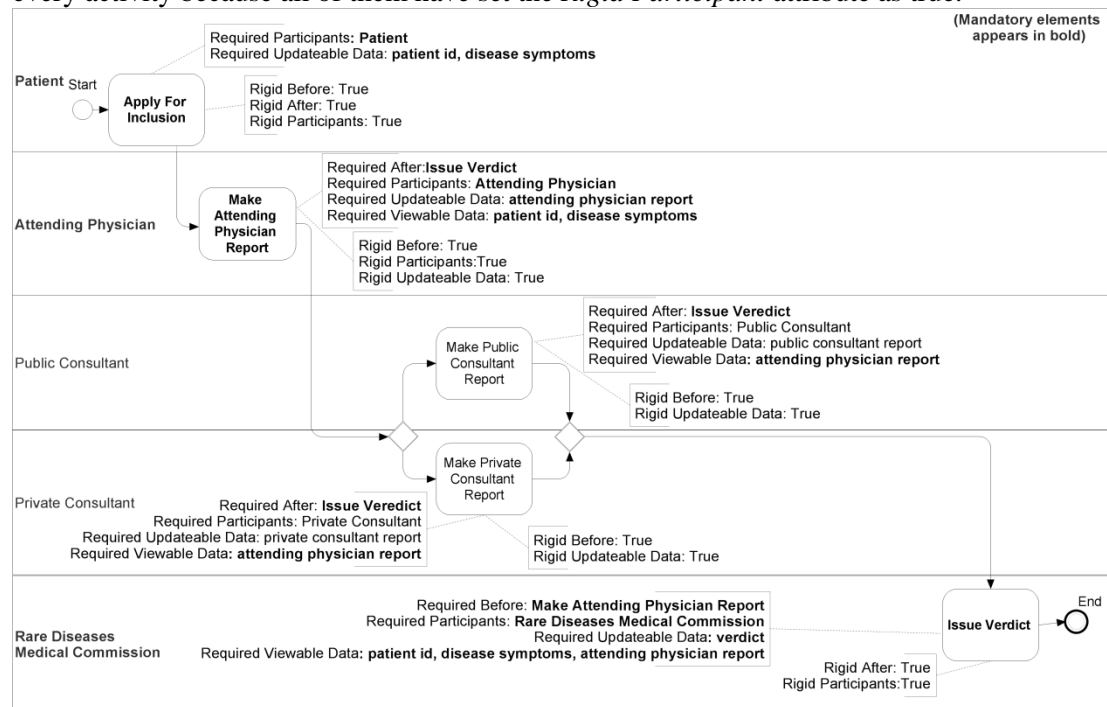 every activity because all of them have set the Rigid Participant attribute as true.
(Mandatory elements
appears in bold)
Required Participants: Patient
Required Updateable Data: patient id, disease symptoms
Patient
Start
Apply For
Inclusion
Rigid Before: True
Rigid After: True
Rigid Participants: True
Required After:Issue Verdict
Required Participants: Attending Physician
Required Updateable Data: attending physician report
Required Viewable Data: patient id, disease symptoms
Make
Attending
Physician
Report
Attending Physician
Rigid Before: True
Rigid Participants:True
Rigid Updateable Data: True
Required After: Issue Veredict
Required Participants: Public Consultant
Required Updateable Data: public consultant report
Required Viewable Data: attending physician report
Make Public
Consultant
Report
Public Consultant
Rigid Before: True
Rigid Updateable Data: True
Make Private
Consultant
Report
Private Consultant
Required After: Issue Veredict
Required Participants: Private Consultant
Required Updateable Data: private consultant report
Required Viewable Data: attending physician report
Rigid Before: True
Rigid Updateable Data: True
Required Before: Make Attending Physician Report
Required Participants: Rare Diseases Medical Commission
Required Updateable Data: verdict
Required Viewable Data: patient id, disease symptoms, attending physician report
Rare Diseases
Medical Commission
Issue Verdict
End
Rigid After: True
Rigid Participants:True